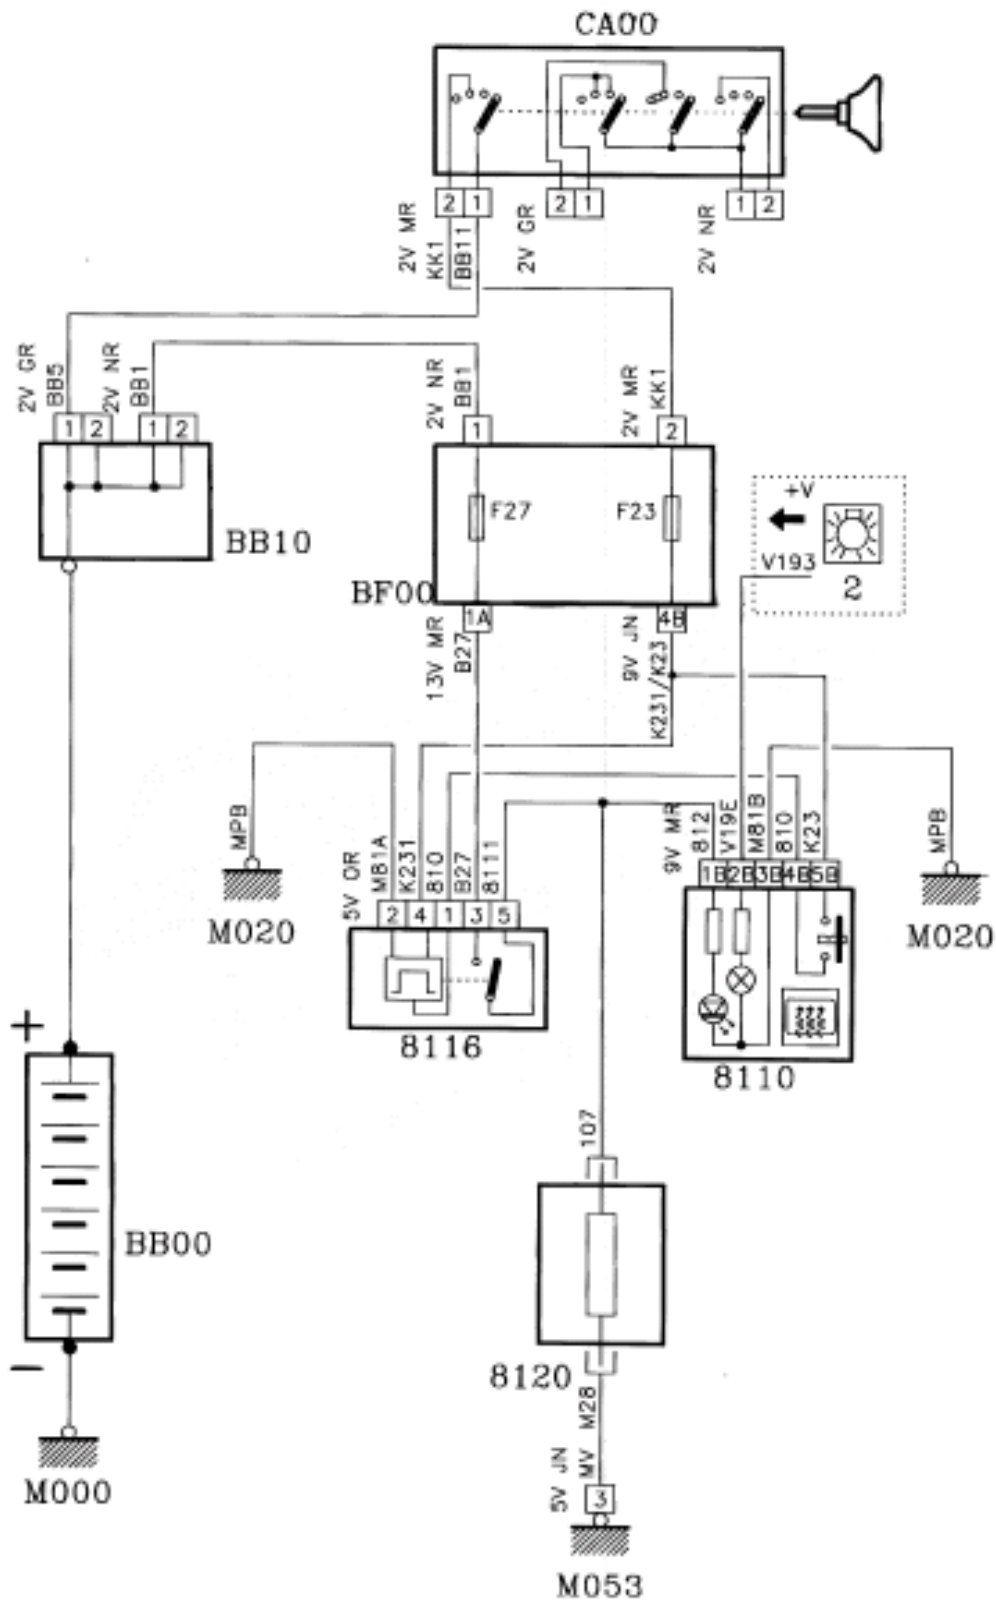 CA00
2 1
2 1
1 2
2V MR
KK1
BB11
2V GR
2V NR
2V GR
BB5
2V NR
BB1
2V NR
BB1
2V MR
KK1
1 2
1 2
1
2
F27
F23
BB10
BF00
+V
V193
2
1A
4B
13V MR
B27
9V JN
K231/K23
MPB
5V OR
M81A
K231
810
B27
8111
9V MR
812
V19E
M81B
810
K23
MPB
1B 2B 3B 4B 5B
2 4 1 3 5
M020
M020
8116
8110
+
107
BB00
8120
−
M28
MV
5V JN
3
M000
M053